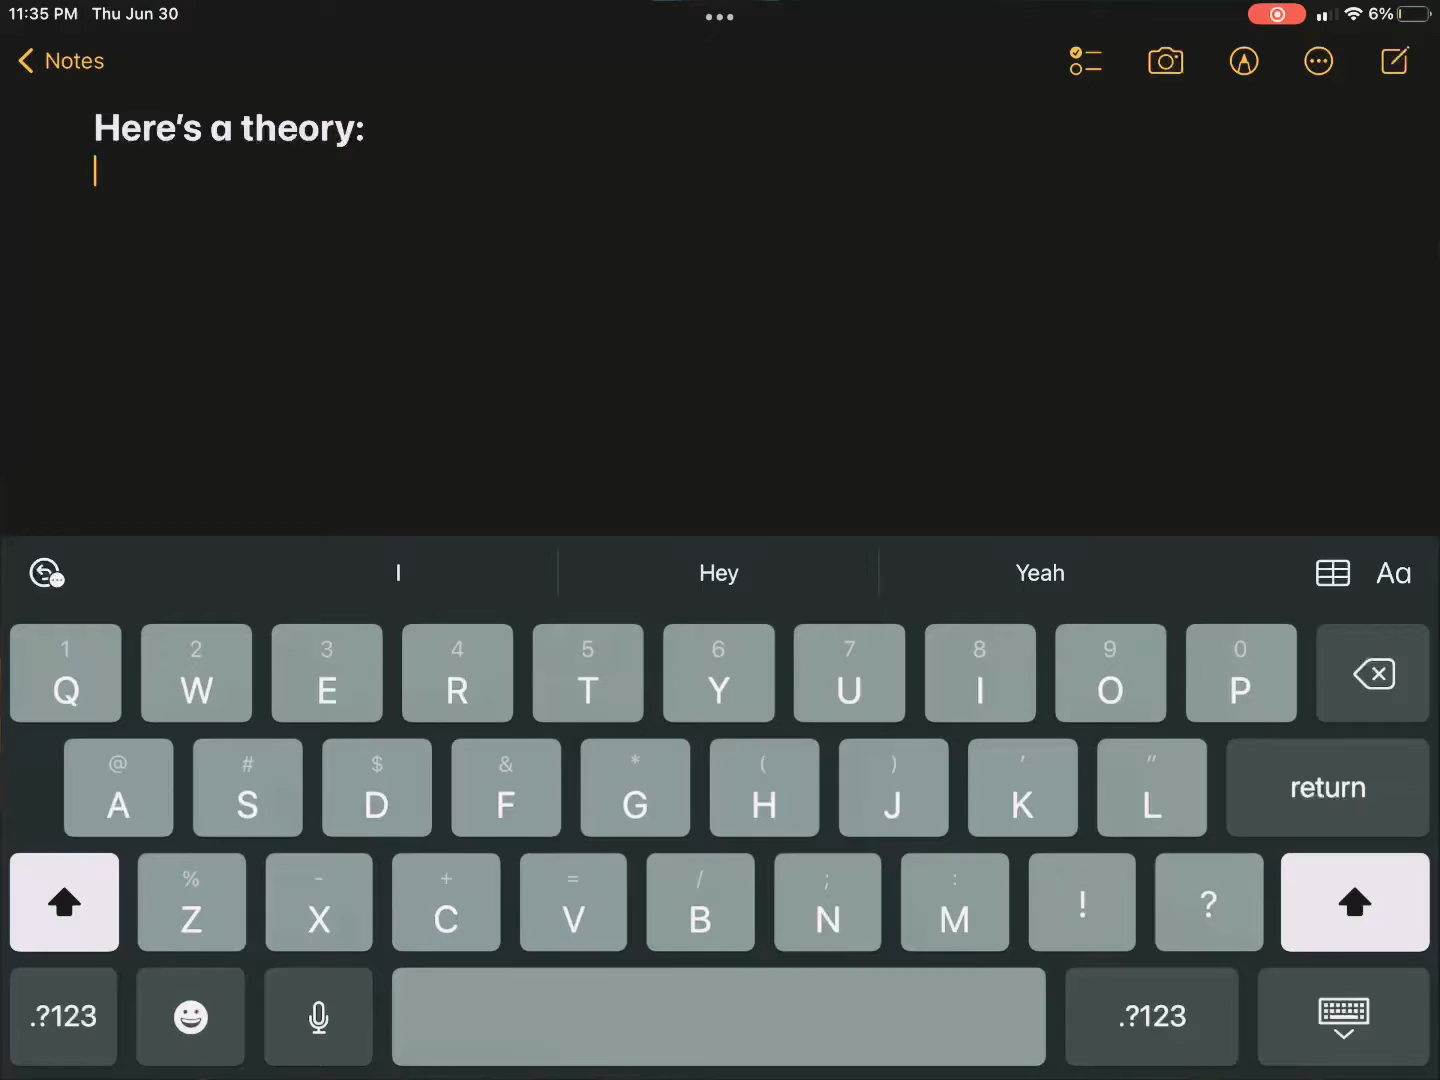 11:35 PM Thu Jun 30
6%
Notes
Here's a theory:
I Hey Yeah Aa
1 2 3 4 5 6 7 8 9 0
Q W E R T Y U I O P
@ # $ & * ( ) ' "
A S D F G H J K L return
% - + = / ; :
Z X C V B N M ! ?
.?123 .?123